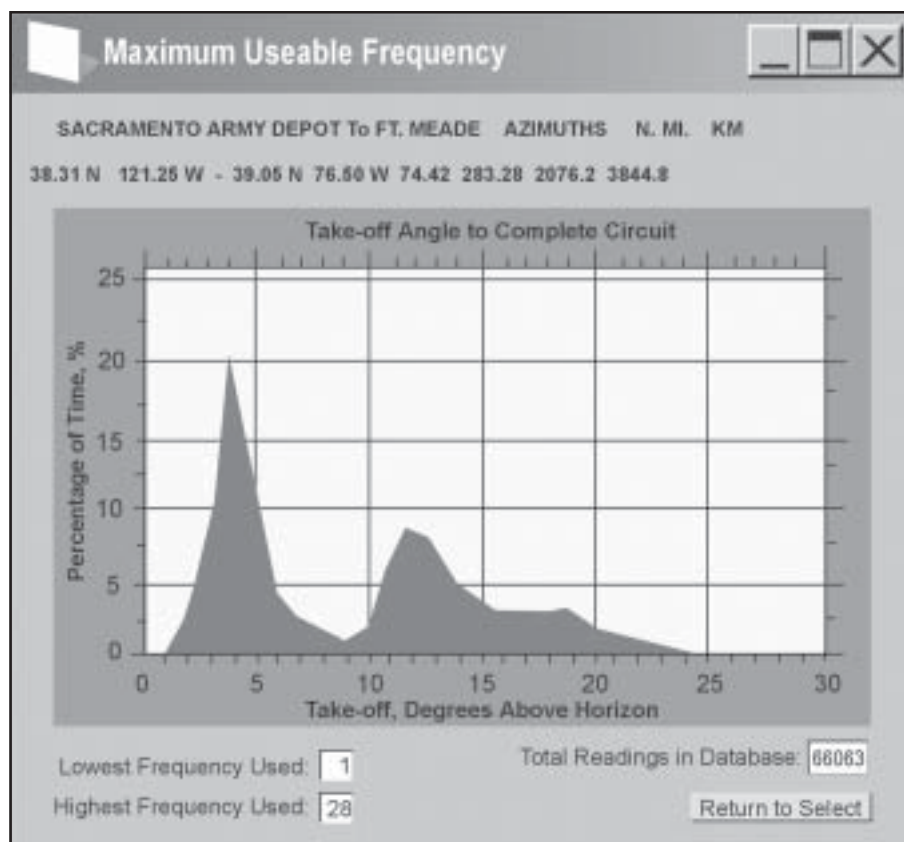 Maximum Useable Frequency
SACRAMENTO ARMY DEPOT To FT. MEADE AZIMUTHS N. MI. KM
38.31 N 121.25 W - 39.05 N 76.50 W 74.42 283.28 2076.2 3844.8
Take-off Angle to Complete Circuit
25
20
15
10
5
0
Percentage of Time, %
0 5 10 15 20 25 30
Take-off, Degrees Above Horizon
Lowest Frequency Used: 1
Total Readings in Database: 66063
Highest Frequency Used: 28
Return to Select